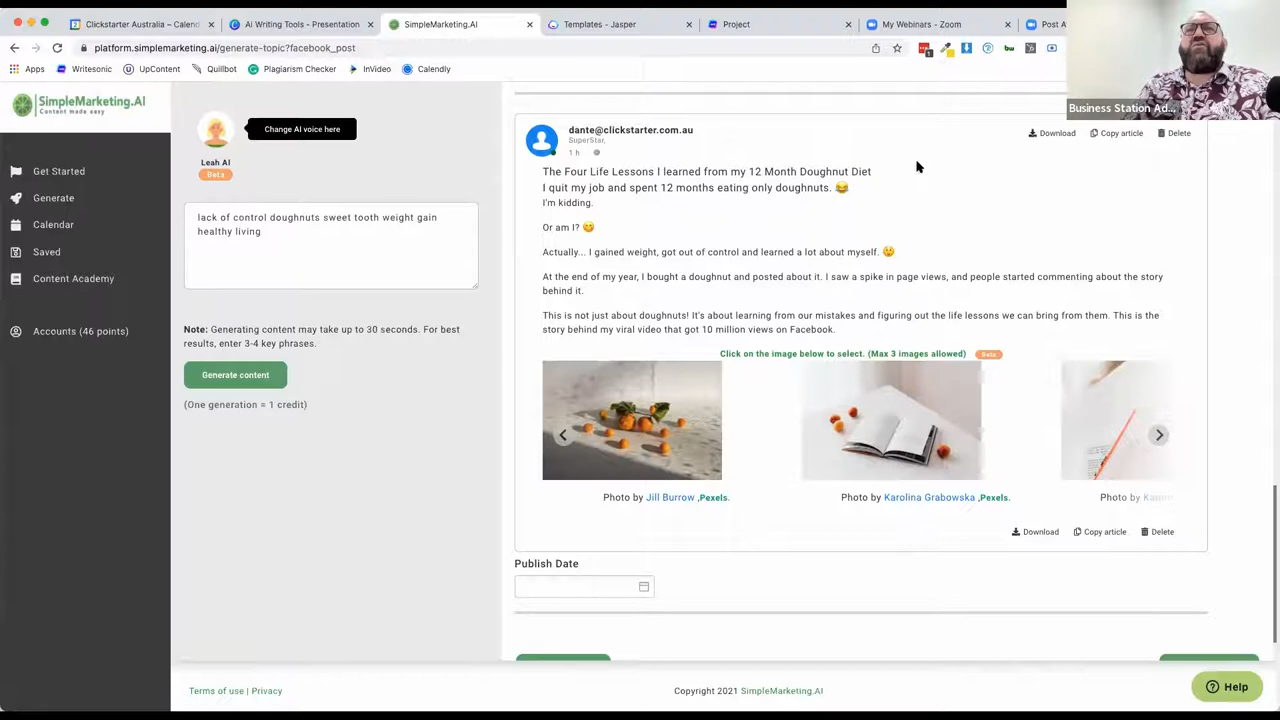 Clickstarter Australia – Calend
Ai Writing Tools - Presentation
SimpleMarketing.AI
Templates - Jasper
Project
My Webinars - Zoom
Post A
platform.simplemarketing.ai/generate-topic?facebook_post
Apps
Writesonic
UpContent
Quillbot
Plagiarism Checker
InVideo
Calendly
Business Station Ad...
SimpleMarketing.AI
Content made easy
Get Started
Generate
Calendar
Saved
Content Academy
Accounts (46 points)
Change AI voice here
Leah AI
Beta
lack of control doughnuts sweet tooth weight gain
healthy living
Note: Generating content may take up to 30 seconds. For best
results, enter 3-4 key phrases.
Generate content
(One generation = 1 credit)
dante@clickstarter.com.au
SuperStar,
1 h
Download
Copy article
Delete
The Four Life Lessons I learned from my 12 Month Doughnut Diet
I quit my job and spent 12 months eating only doughnuts. 😂
I'm kidding.
Or am I? 😋
Actually... I gained weight, got out of control and learned a lot about myself.
At the end of my year, I bought a doughnut and posted about it. I saw a spike in page views, and people started commenting about the story
behind it.
This is not just about doughnuts! It's about learning from our mistakes and figuring out the life lessons we can bring from them. This is the
story behind my viral video that got 10 million views on Facebook.
Click on the image below to select. (Max 3 images allowed)
Beta
Photo by Jill Burrow ,Pexels.
Photo by Karolina Grabowska ,Pexels.
Photo by
Download
Copy article
Delete
Publish Date
Terms of use | Privacy
Copyright 2021 SimpleMarketing.AI
Help